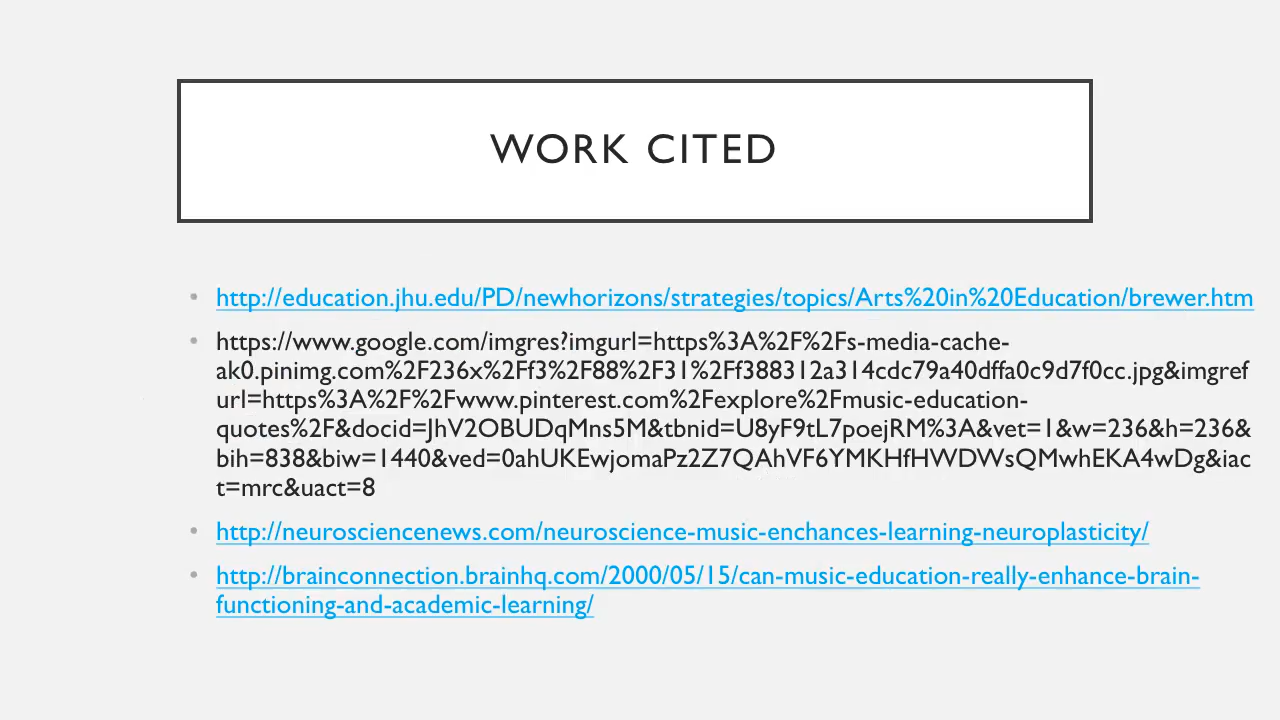 WORK CITED
• http://education.jhu.edu/PD/newhorizons/strategies/topics/Arts%20in%20Education/brewer.htm
• https://www.google.com/imgres?imgurl=https%3A%2F%2Fs-media-cache-
ak0.pinimg.com%2F236x%2Ff3%2F88%2F31%2Ff388312a314cdc79a40dffa0c9d7f0cc.jpg&imgref
url=https%3A%2F%2Fwww.pinterest.com%2Fexplore%2Fmusic-education-
quotes%2F&docid=JhV2OBUDqMns5M&tbnid=U8yF9tL7poejRM%3A&vet=1&w=236&h=236&
bih=838&biw=1440&ved=0ahUKEwjomaPz2Z7QAhVF6YMKHfHWDWsQMwhEKA4wDg&iac
t=mrc&uact=8
• http://neurosciencenews.com/neuroscience-music-enchances-learning-neuroplasticity/
• http://brainconnection.brainhq.com/2000/05/15/can-music-education-really-enhance-brain-
functioning-and-academic-learning/